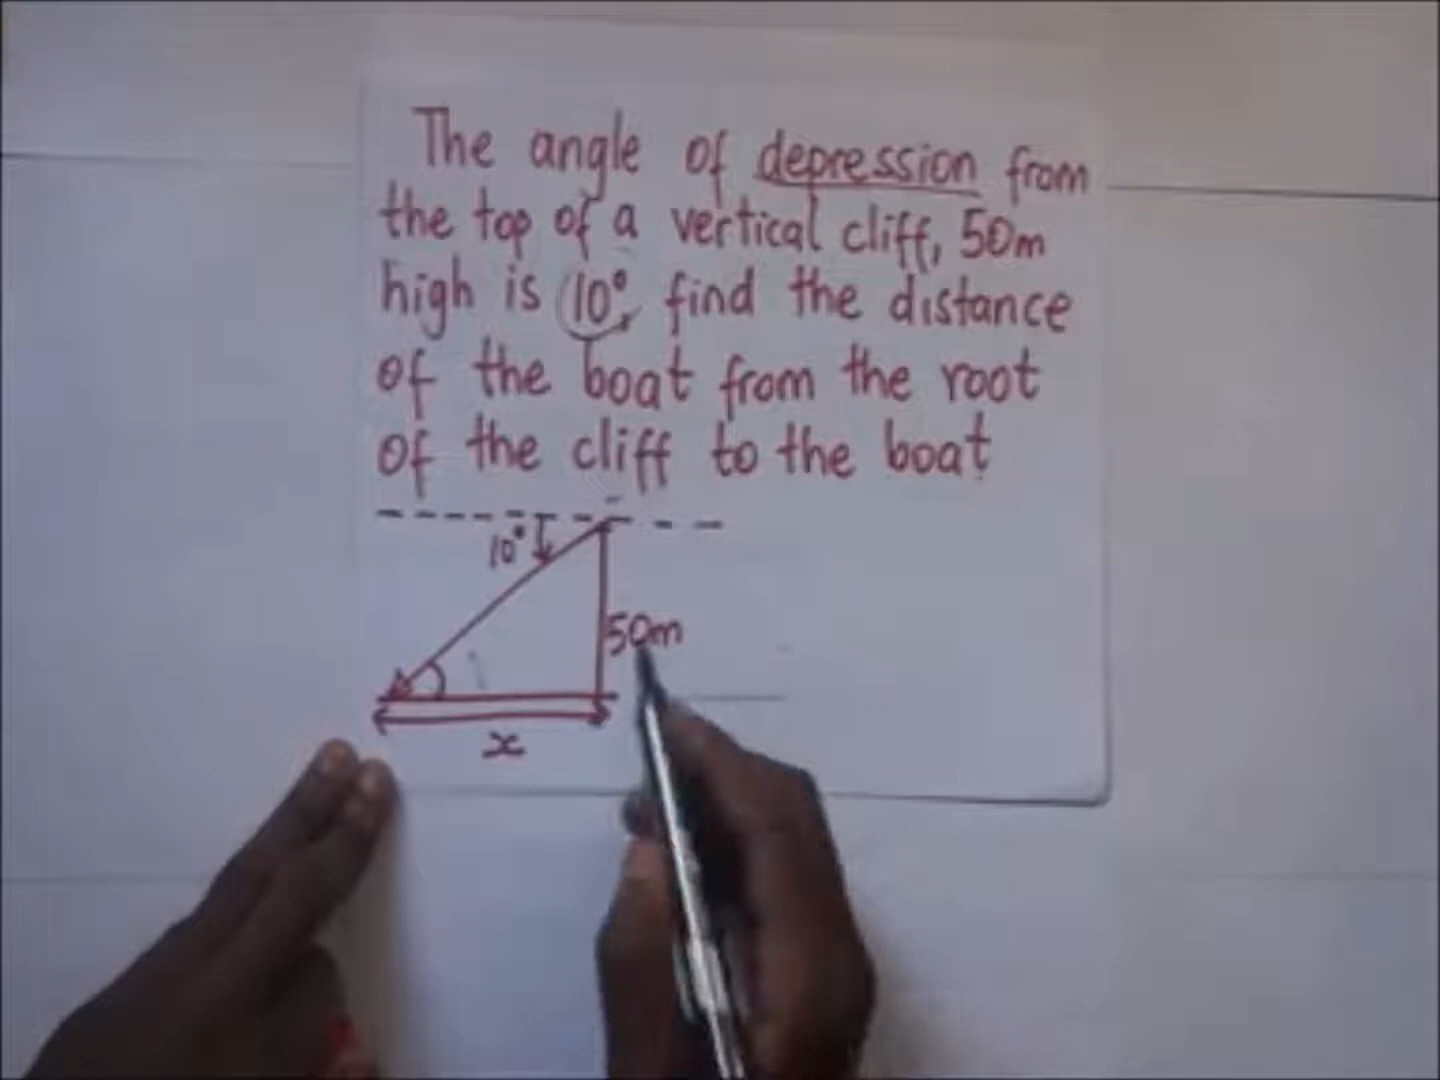 The angle of depression from
the top of a vertical cliff, 50m
high is 10°, find the distance
of the boat from the root
of the cliff to the boat
10°
50m
x